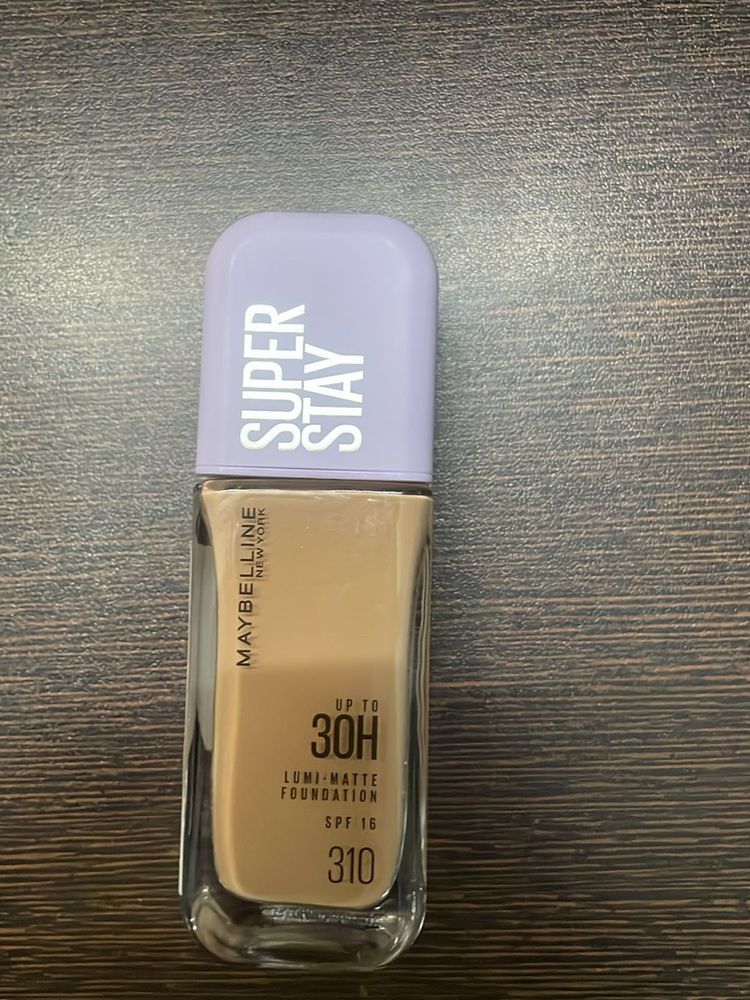 SUPER
STAY
MAYBELLINE
NEW YORK
UP TO
30H
LUMI-MATTE
FOUNDATION
SPF 16
310